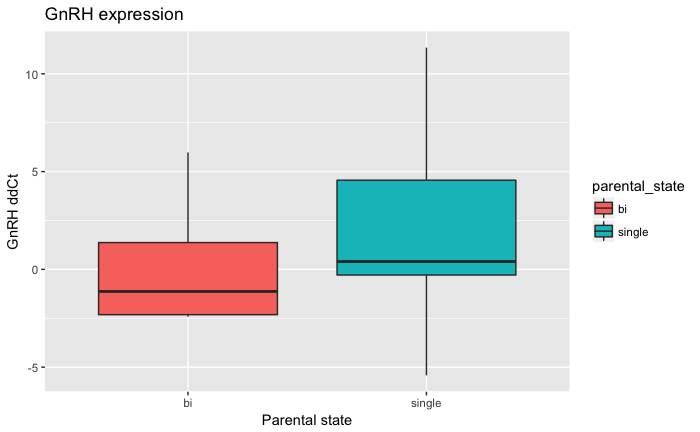 GnRH expression
GnRH ddCt
10
5
0
-5
bi
single
Parental state
parental_state
bi
single